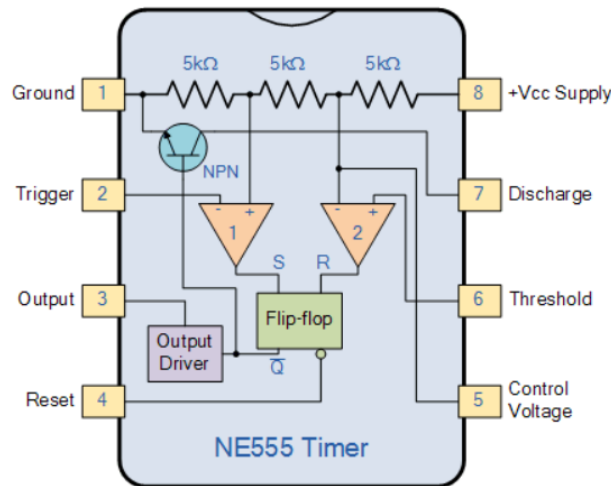 5kΩ 5kΩ 5kΩ
Ground 1 8 +Vcc Supply
NPN
Trigger 2 - + - + 7 Discharge
1 2
S R
Output 3 Flip-flop 6 Threshold
Output
Driver
Q̅
Reset 4 5 Control
Voltage
NE555 Timer